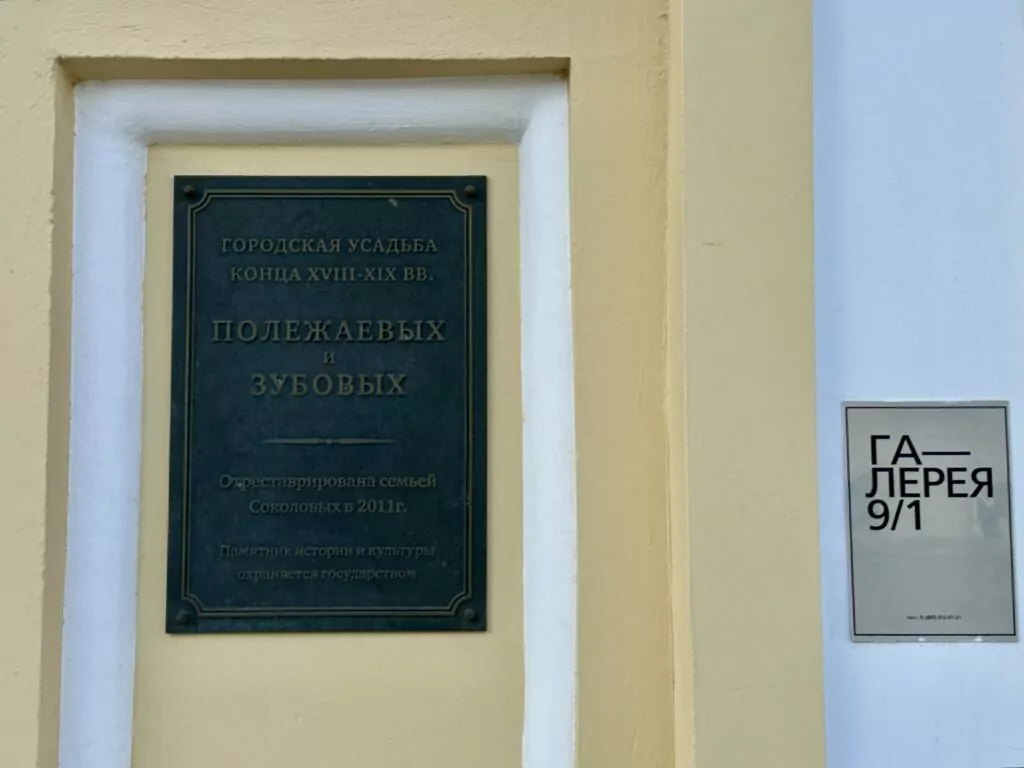 ГОРОДСКАЯ УСАДЬБА
КОНЦА XVIII-XIX ВВ.
ПОЛЕЖАЕВЫХ
И
ЗУБОВЫХ
Отреставрирована семьей
Соколовых в 2011г.
Памятник истории и культуры
охраняется государством
ГА—
ЛЕРЕЯ
9/1